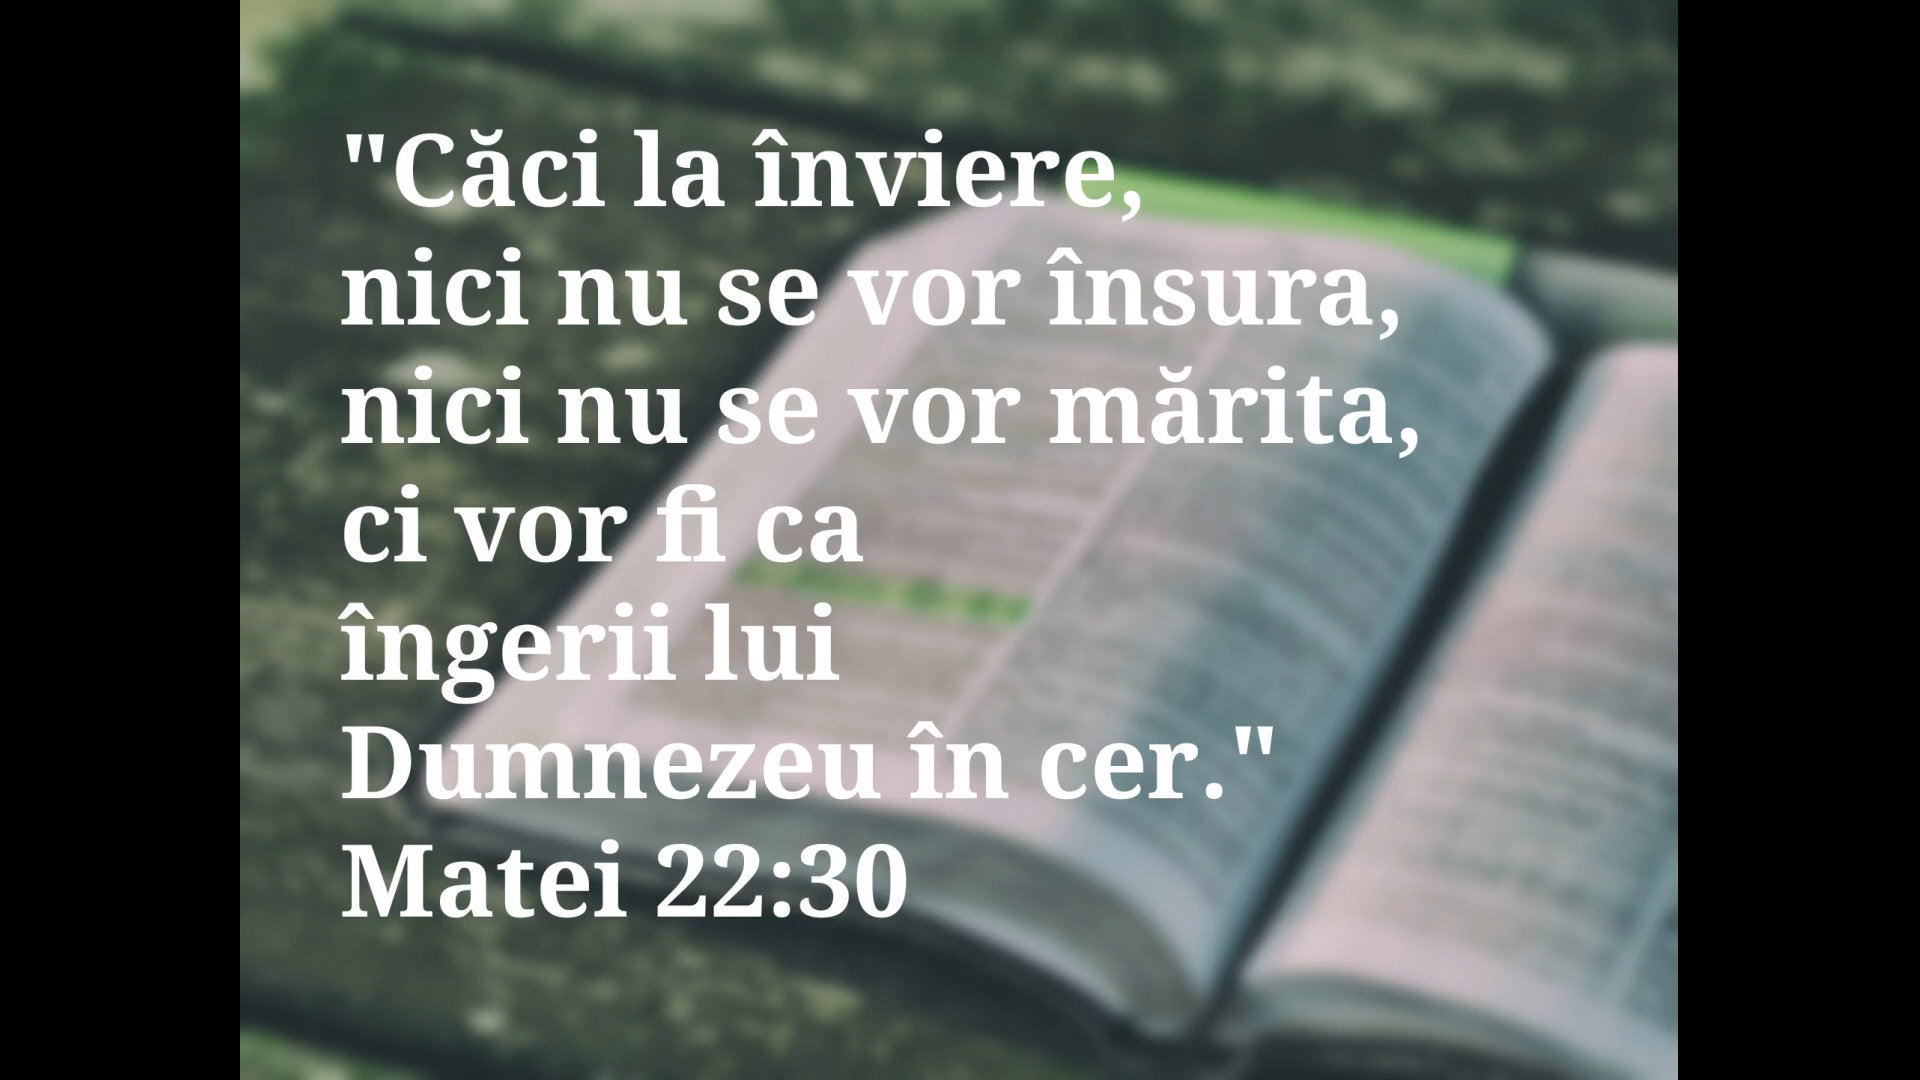 "Căci la înviere,
nici nu se vor însura,
nici nu se vor mărita,
ci vor fi ca
îngerii lui
Dumnezeu în cer."
Matei 22:30